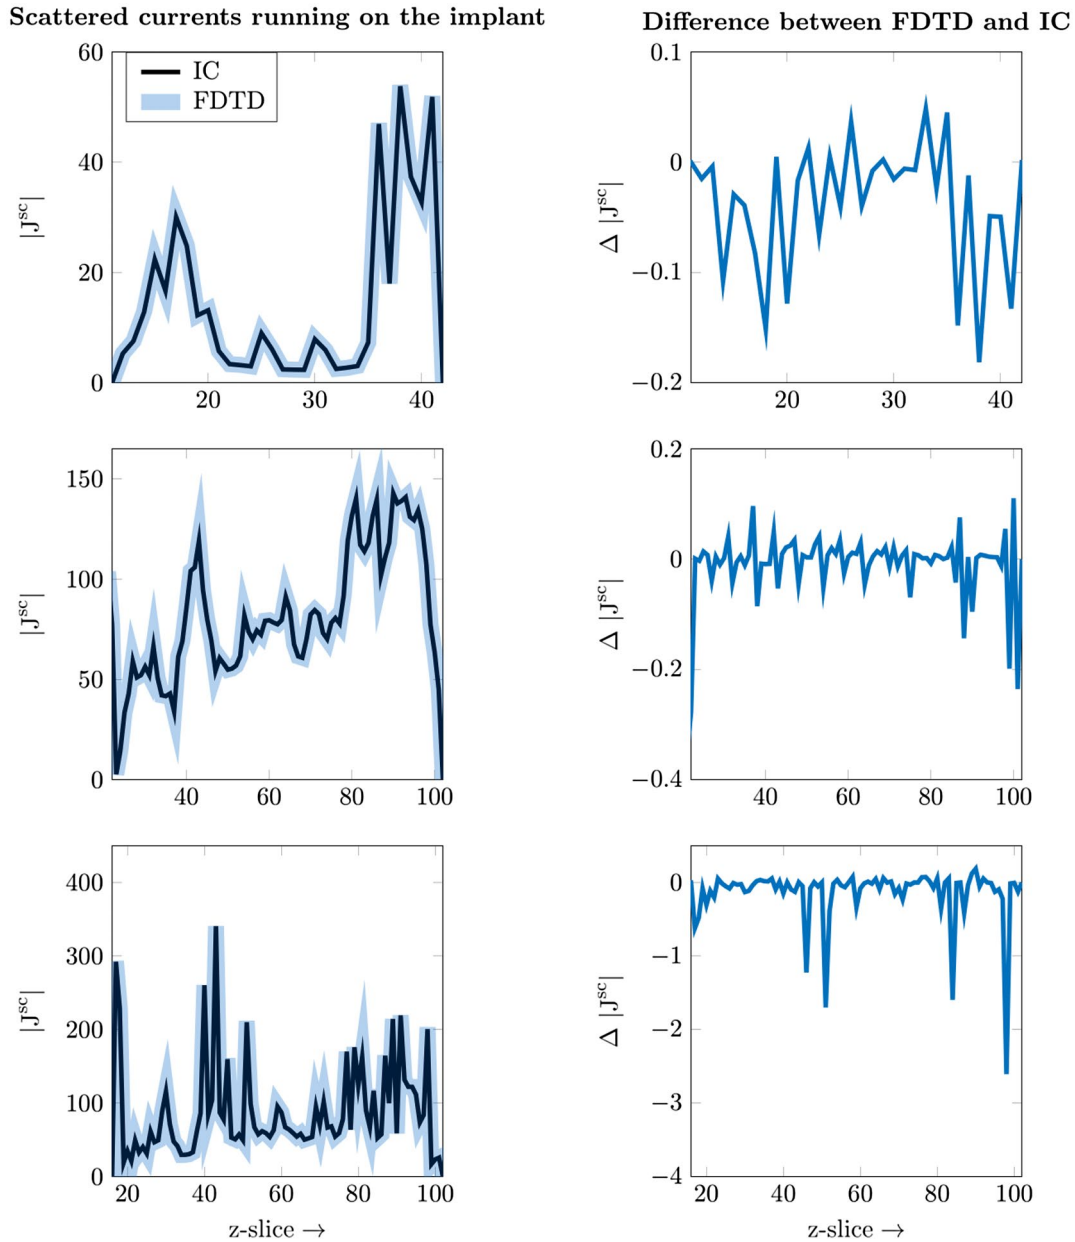 Scattered currents running on the implant
Difference between FDTD and IC
IC
FDTD
60
40
20
0
|J^sc|
20 30 40
0.1
0
−0.1
−0.2
Δ |J^sc|
20 30 40
150
100
50
0
|J^sc|
40 60 80 100
0.2
0
−0.2
−0.4
Δ |J^sc|
40 60 80 100
400
300
200
100
0
|J^sc|
20 40 60 80 100
z-slice →
0
−1
−2
−3
−4
Δ |J^sc|
20 40 60 80 100
z-slice →